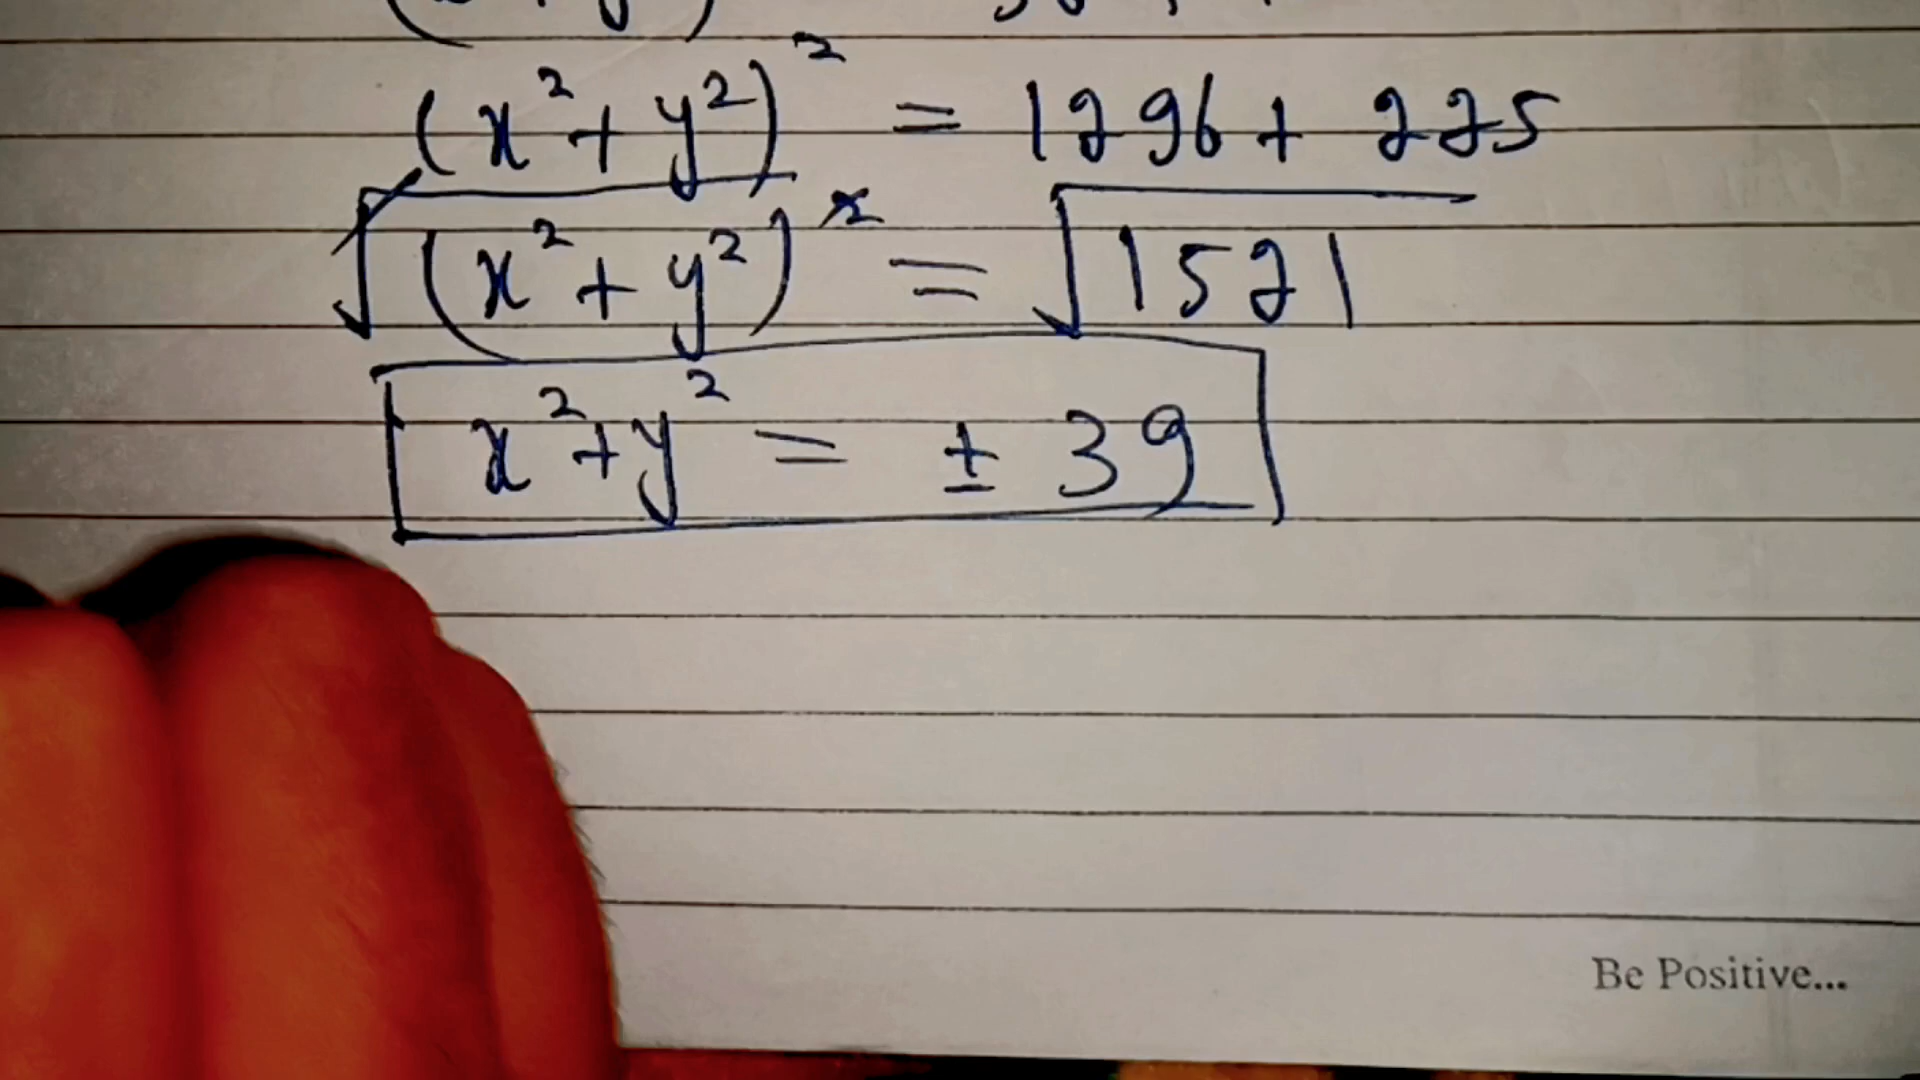 (x² + y²)² = 1296 + 225
√(x² + y²)² = √1521
x² + y² = ± 39
Be Positive...